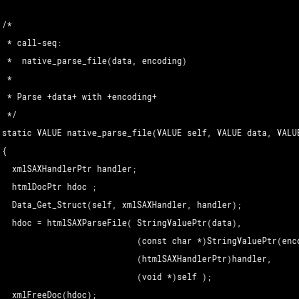 /*
 * call-seq:
 *  native_parse_file(data, encoding)
 *
 * Parse +data+ with +encoding+
 */
static VALUE native_parse_file(VALUE self, VALUE data, VALUE
{
  xmlSAXHandlerPtr handler;
  htmlDocPtr hdoc ;
  Data_Get_Struct(self, xmlSAXHandler, handler);
  hdoc = htmlSAXParseFile( StringValuePtr(data),
                           (const char *)StringValuePtr(enco
                           (htmlSAXHandlerPtr)handler,
                           (void *)self );
  xmlFreeDoc(hdoc);